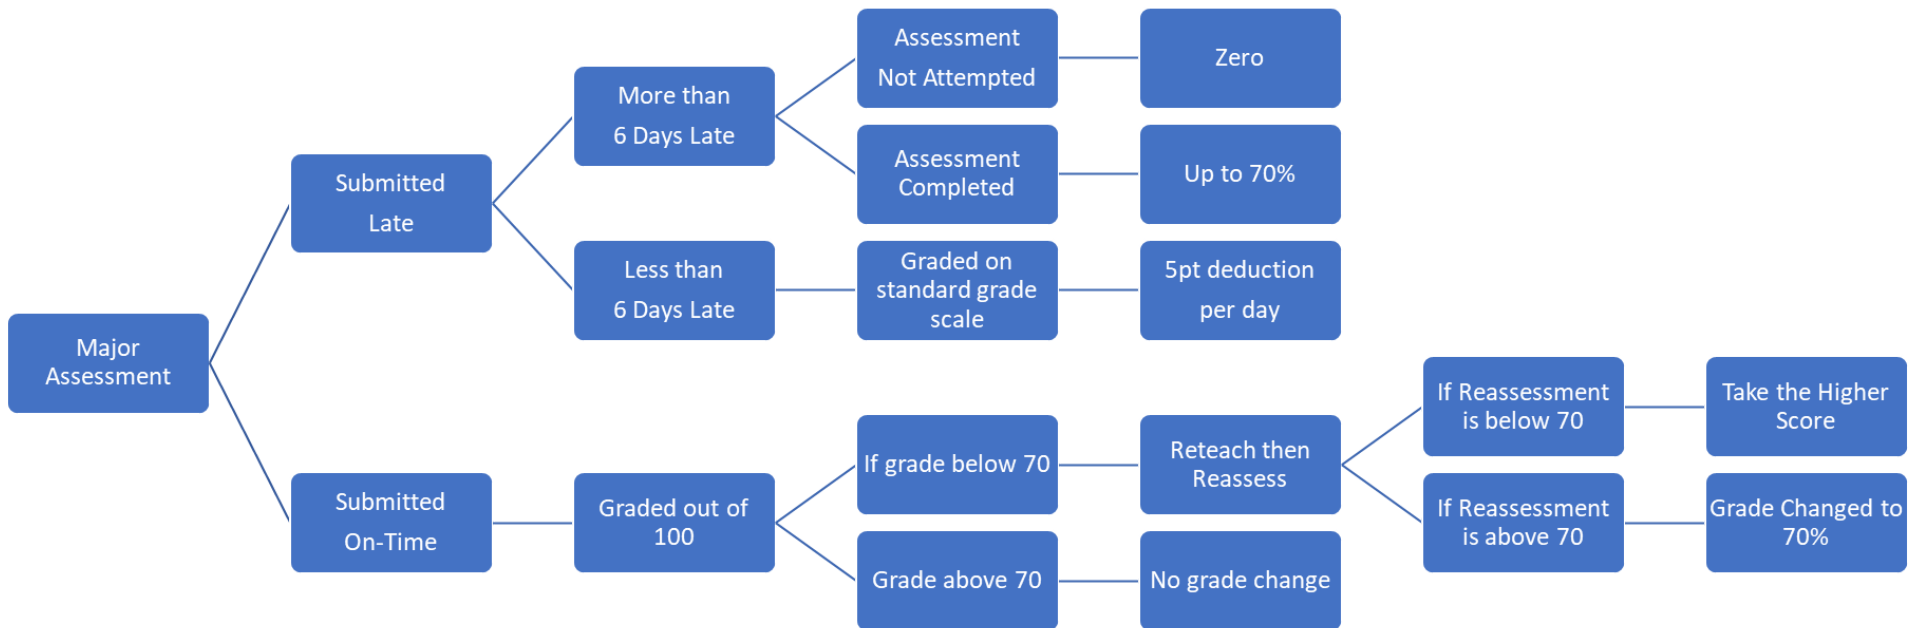 Major
Assessment
Submitted
Late
More than
6 Days Late
Assessment
Not Attempted
Zero
Assessment
Completed
Up to 70%
Less than
6 Days Late
Graded on
standard grade
scale
5pt deduction
per day
Submitted
On-Time
Graded out of
100
If grade below 70
Reteach then
Reassess
If Reassessment
is below 70
Take the Higher
Score
If Reassessment
is above 70
Grade Changed to
70%
Grade above 70
No grade change